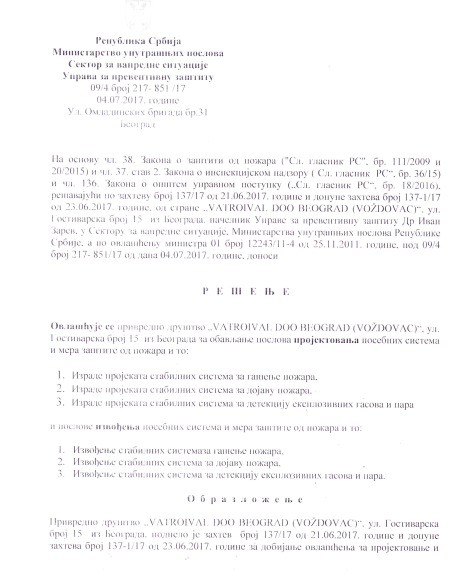 Република Србија
Министарство унутрашњих послова
Сектор за ванредне ситуације
Управа за превентивну заштиту
09/4 број 217- 851 /17
04.07.2017. године
Ул. Омладинских бригада бр.31
Београд
На основу чл. 38. Закона о заштити од пожара ("Сл. гласник РС", бр. 111/2009 и
20/2015) и чл. 37. став 2. Закона о инспекцијском надзору ( Сл. гласник РС“, бр. 36/15)
и чл. 136. Закона о општем управном поступку („Сл. гласник РС“, бр. 18/2016).
решавајући по захтеву број 137/17 од 21.06.2017. године и допуне захтева број 137-1/17
од 23.06.2017. године, од стране „VATROIVAL DOO BEOGRAD (VOŽDOVAC)“, ул.
Гостиварска број 15 из Београда, начелник Управе за превентивну заштиту Др Иван
Зарев, у Сектору за ванредне ситуације, Министарства унутрашњих послова Републике
Србије, а по овлашћењу министра 01 број 12243/11-4 од 25.11.2011. године, под 09/4
број 217- 851/17 од дана 04.07.2017. године, доноси
Р Е Ш Е Њ Е
Овлашћује се привредно друштво „VATROIVAL DOO BEOGRAD (VOŽDOVAC)“, ул.
Гостиварска број 15 из Београда за обављање послова пројектовања посебних система
и мера заштите од пожара и то:
1. Израде пројеката стабилних система за гашење пожара,
2. Израде пројеката стабилних система за дојаву пожара,
3. Израде пројеката стабилних система за детекцију експлозивних гасова и пара
а послове извођења посебних система и мера заштите од пожара и то:
1. Извођење стабилних системаза гашење пожара,
2. Извођење стабилних система за дојаву пожара,
3. Извођење стабилних система за детекцију експлозивних гасова и пара.
О б р а з л о ж е њ е
Привредно друштво „VATROIVAL DOO BEOGRAD (VOŽDOVAC)“, ул. Гостиварска
број 15 из Београда, поднело је захтев број 137/17 од 21.06.2017. године и допуне
захтева број 137-1/17 од 23.06.2017. године за добијање овлашћења за пројектовање и